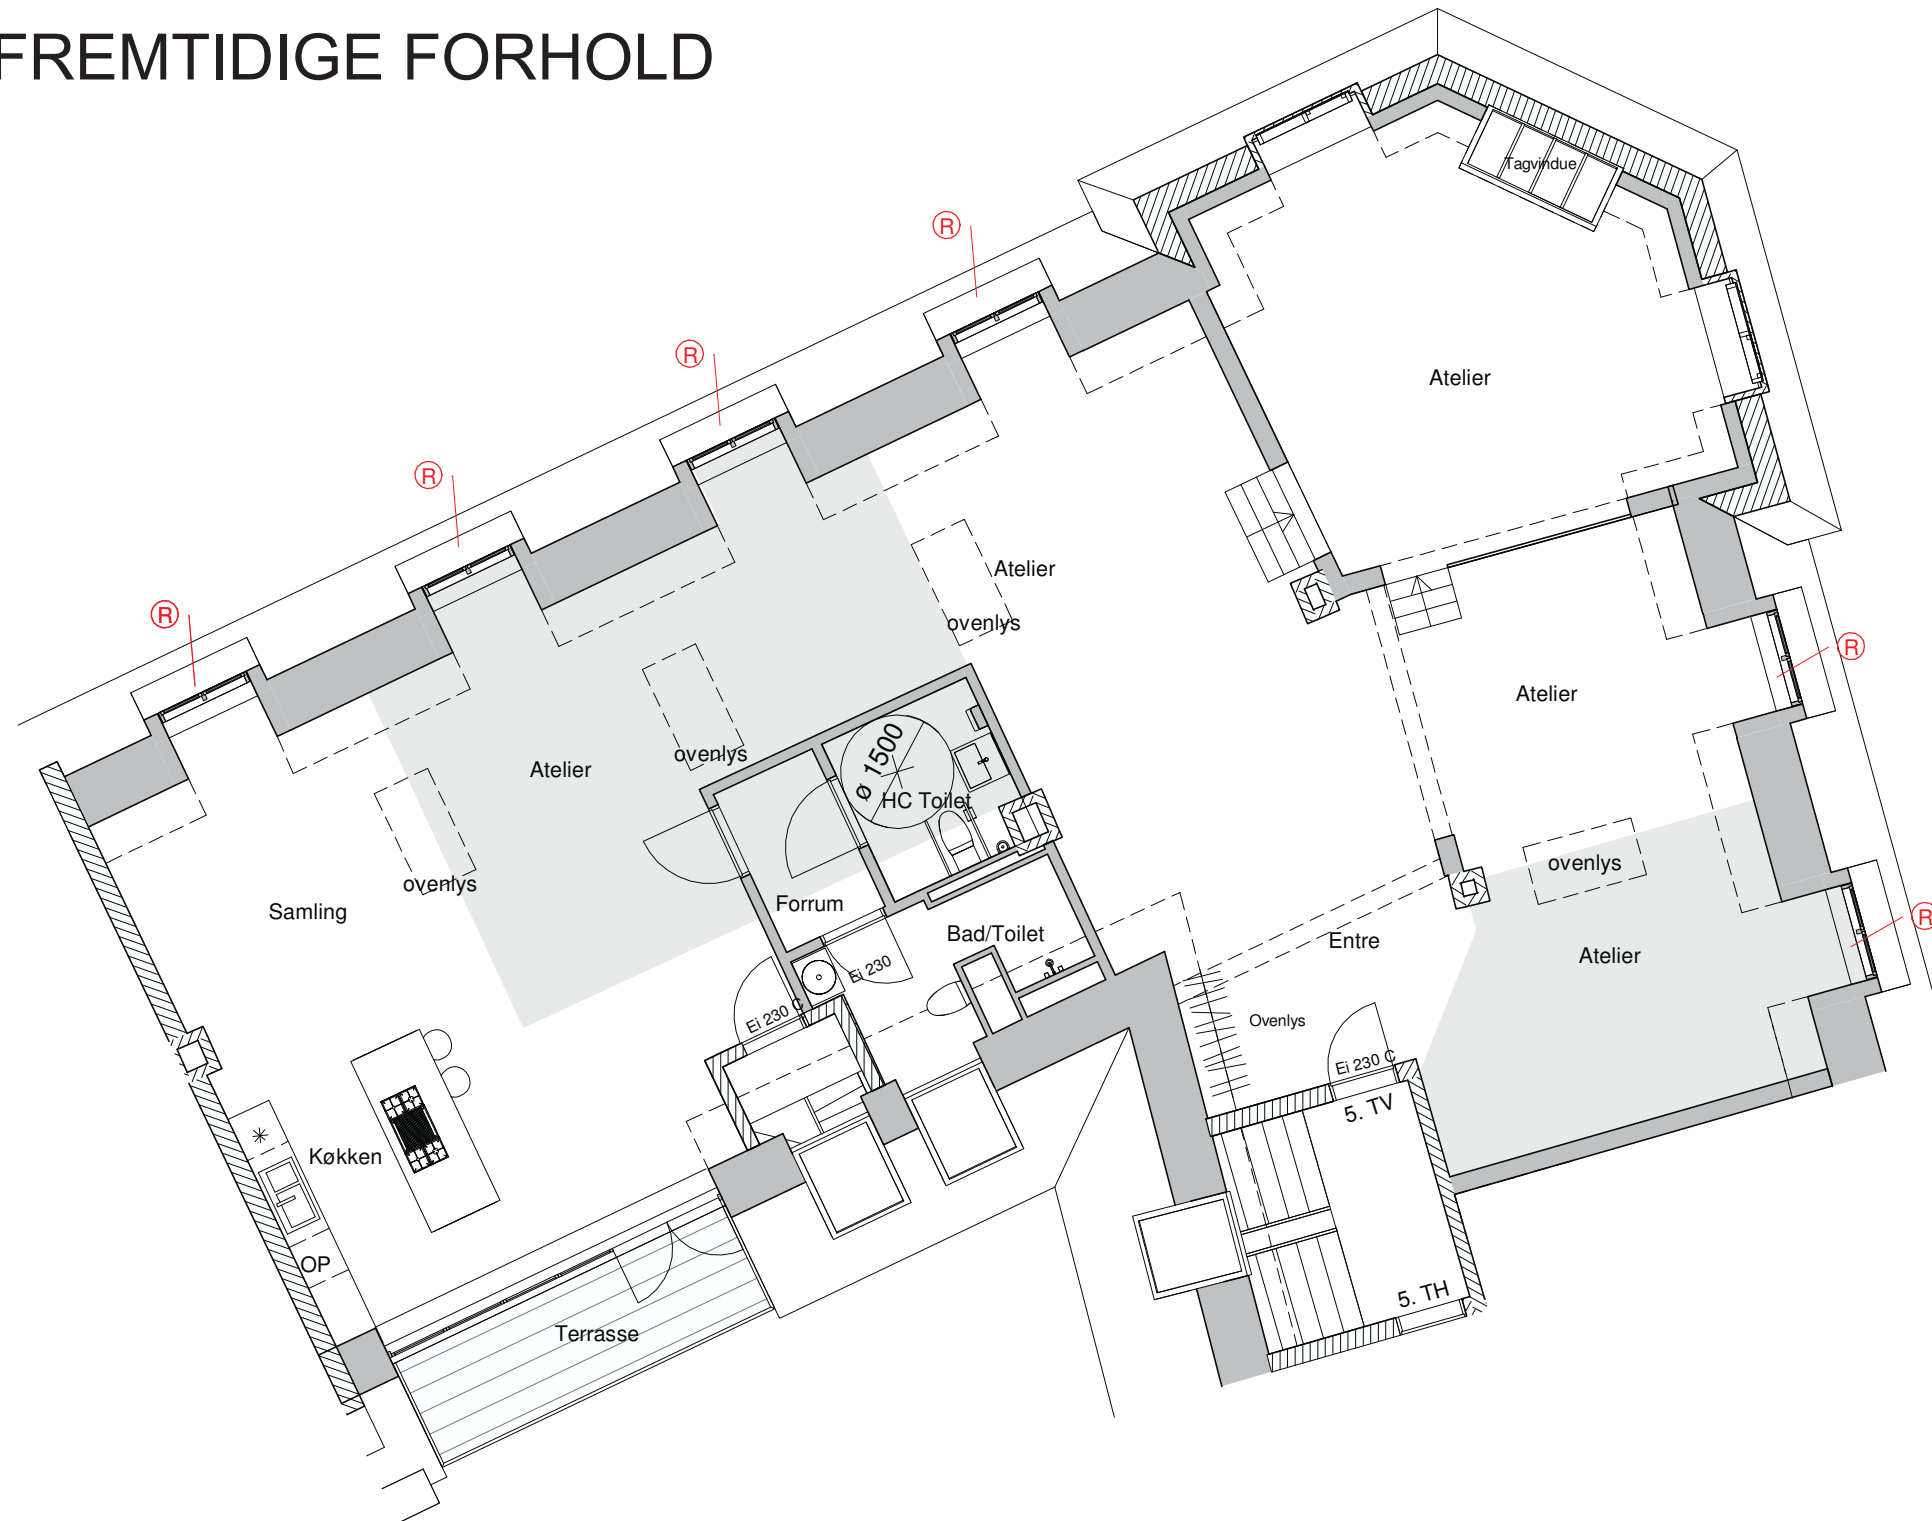 FREMTIDIGE FORHOLD
Tagvindue
R
R
Atelier
R
R
Atelier
ovenlys
R
Atelier
ovenlys
Atelier
ø 1500
HC Toilet
ovenlys
ovenlys
Samling
Forrum
Bad/Toilet
Entre
Atelier
R
Ei 230
Ei 230 C
Ovenlys
Ei 230 C
5. TV
Køkken
OP
5. TH
Terrasse
R